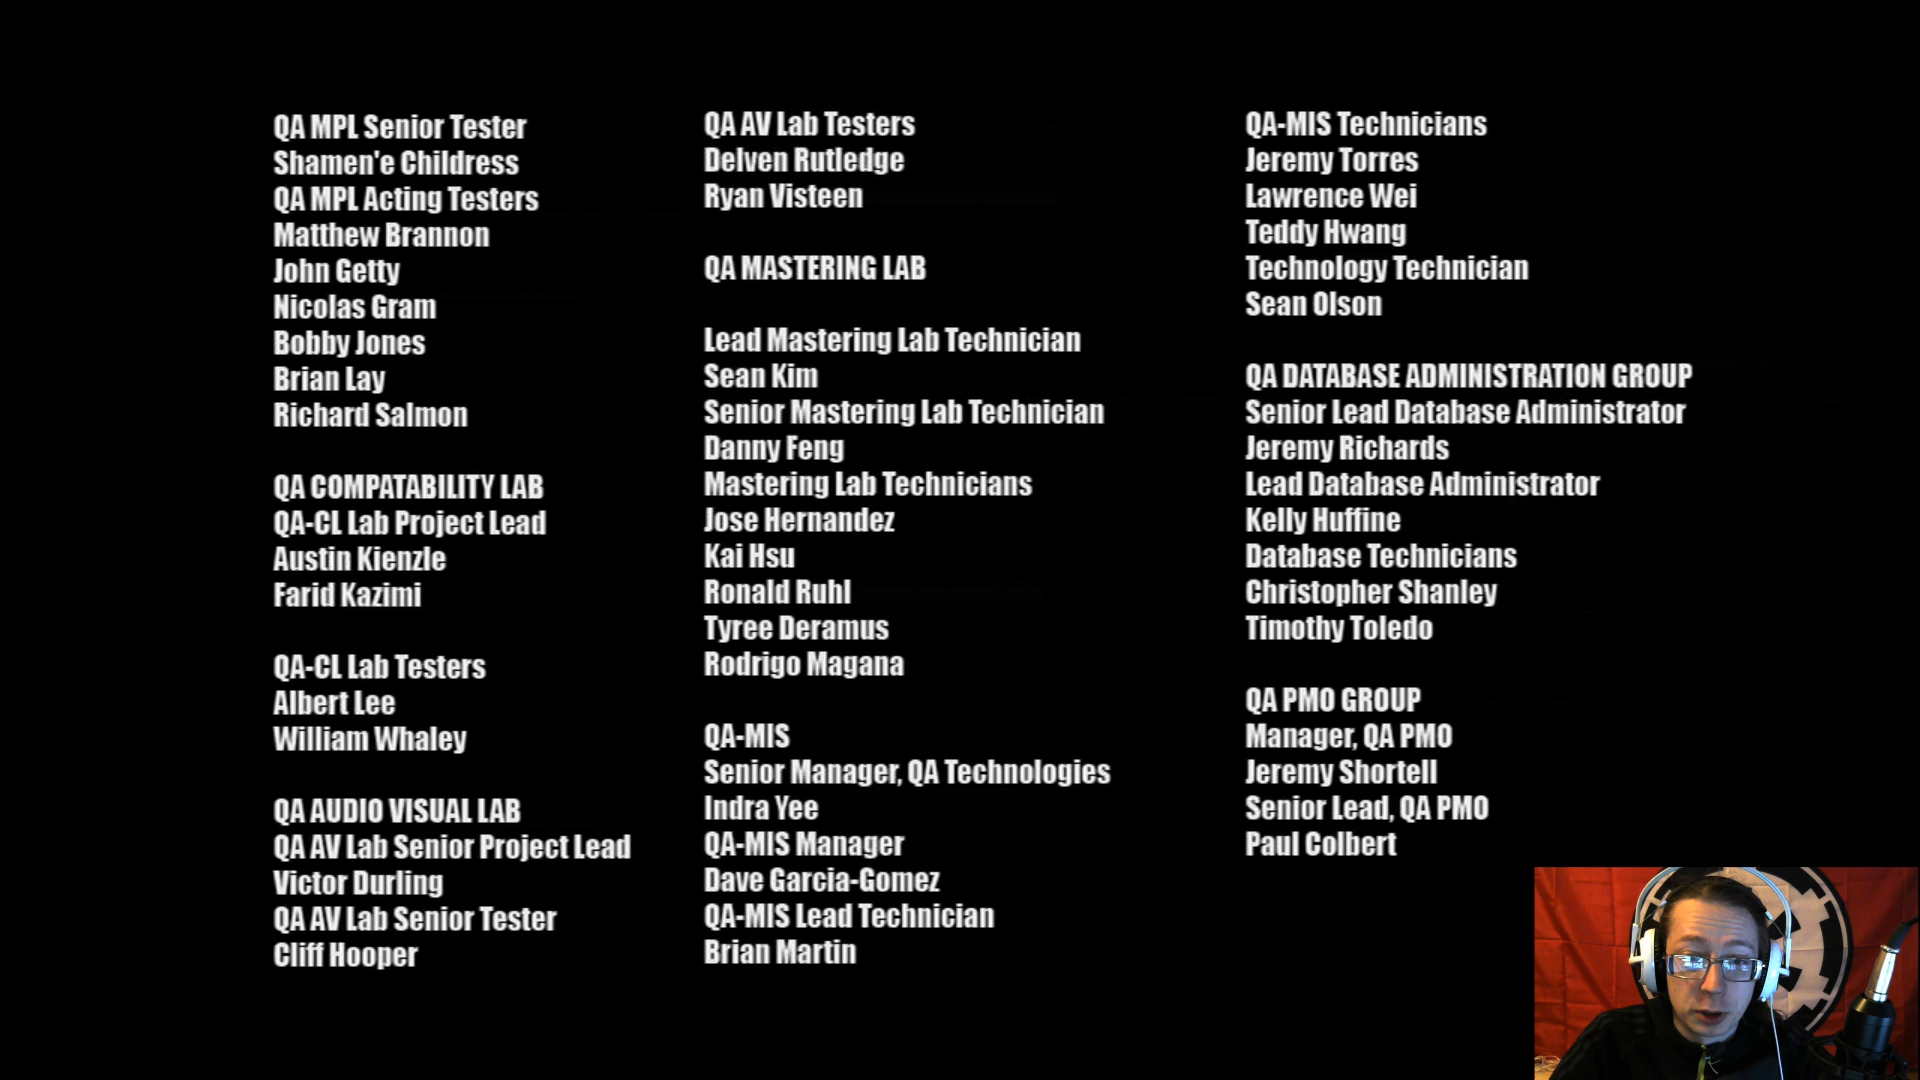 QA MPL Senior Tester
Shamen'e Childress
QA MPL Acting Testers
Matthew Brannon
John Getty
Nicolas Gram
Bobby Jones
Brian Lay
Richard Salmon
QA COMPATABILITY LAB
QA-CL Lab Project Lead
Austin Kienzle
Farid Kazimi
QA-CL Lab Testers
Albert Lee
William Whaley
QA AUDIO VISUAL LAB
QA AV Lab Senior Project Lead
Victor Durling
QA AV Lab Senior Tester
Cliff Hooper
QA AV Lab Testers
Delven Rutledge
Ryan Visteen
QA MASTERING LAB
Lead Mastering Lab Technician
Sean Kim
Senior Mastering Lab Technician
Danny Feng
Mastering Lab Technicians
Jose Hernandez
Kai Hsu
Ronald Ruhl
Tyree Deramus
Rodrigo Magana
QA-MIS
Senior Manager, QA Technologies
Indra Yee
QA-MIS Manager
Dave Garcia-Gomez
QA-MIS Lead Technician
Brian Martin
QA-MIS Technicians
Jeremy Torres
Lawrence Wei
Teddy Hwang
Technology Technician
Sean Olson
QA DATABASE ADMINISTRATION GROUP
Senior Lead Database Administrator
Jeremy Richards
Lead Database Administrator
Kelly Huffine
Database Technicians
Christopher Shanley
Timothy Toledo
QA PMO GROUP
Manager, QA PMO
Jeremy Shortell
Senior Lead, QA PMO
Paul Colbert